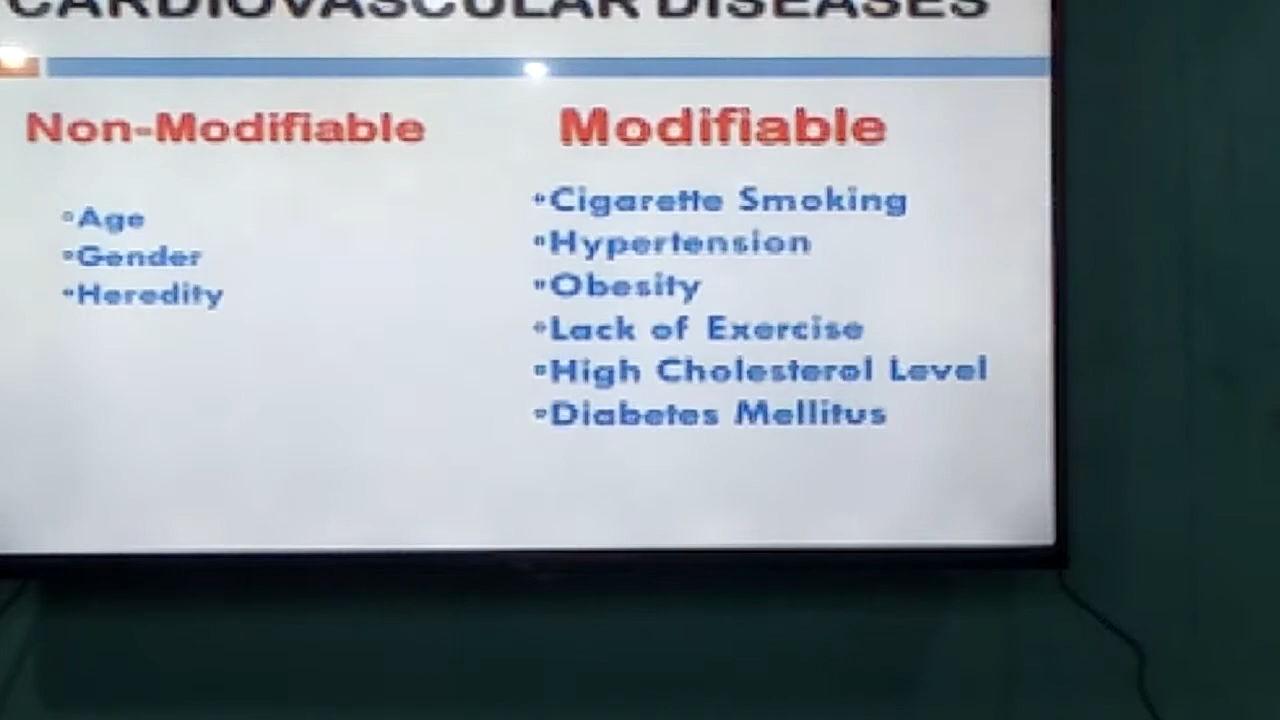 CARDIOVASCULAR DISEASES
Non-Modifiable
•Age
•Gender
•Heredity
Modifiable
•Cigarette Smoking
•Hypertension
•Obesity
•Lack of Exercise
•High Cholesterol Level
•Diabetes Mellitus